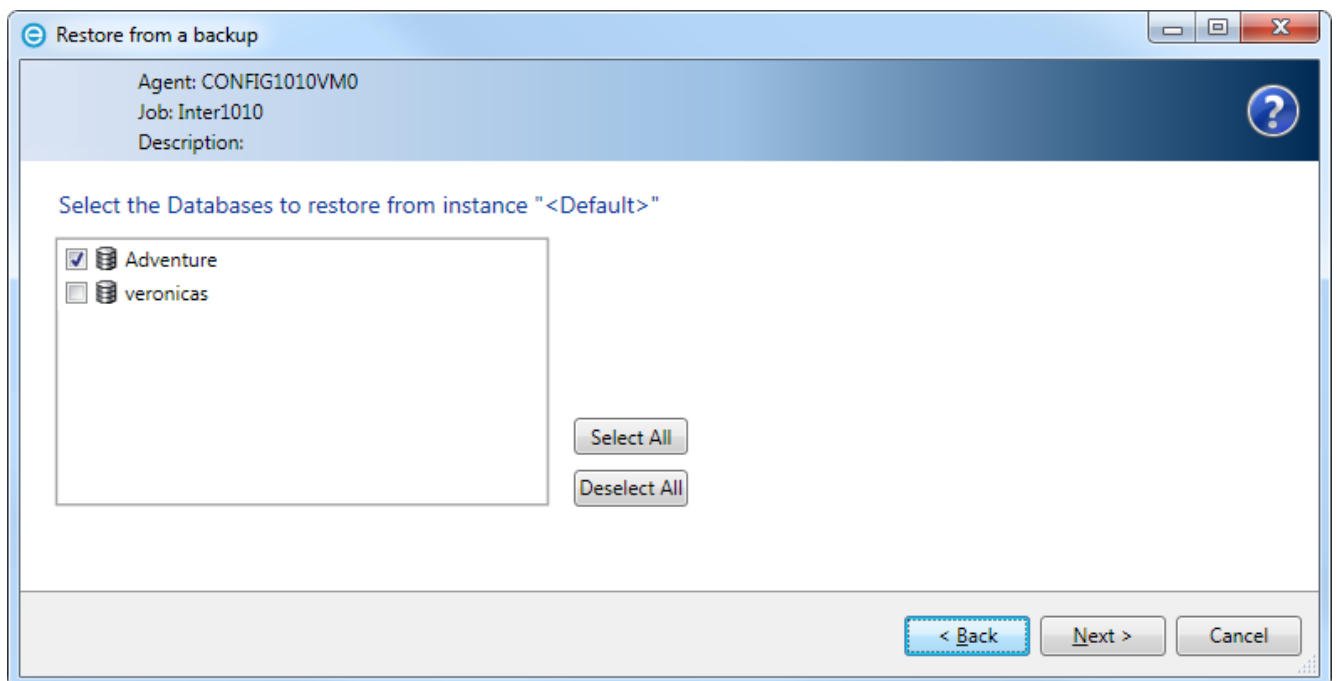 Restore from a backup
Agent: CONFIG1010VM0
Job: Inter1010
Description:
Select the Databases to restore from instance "<Default>"
Adventure
veronicas
Select All
Deselect All
< Back
Next >
Cancel